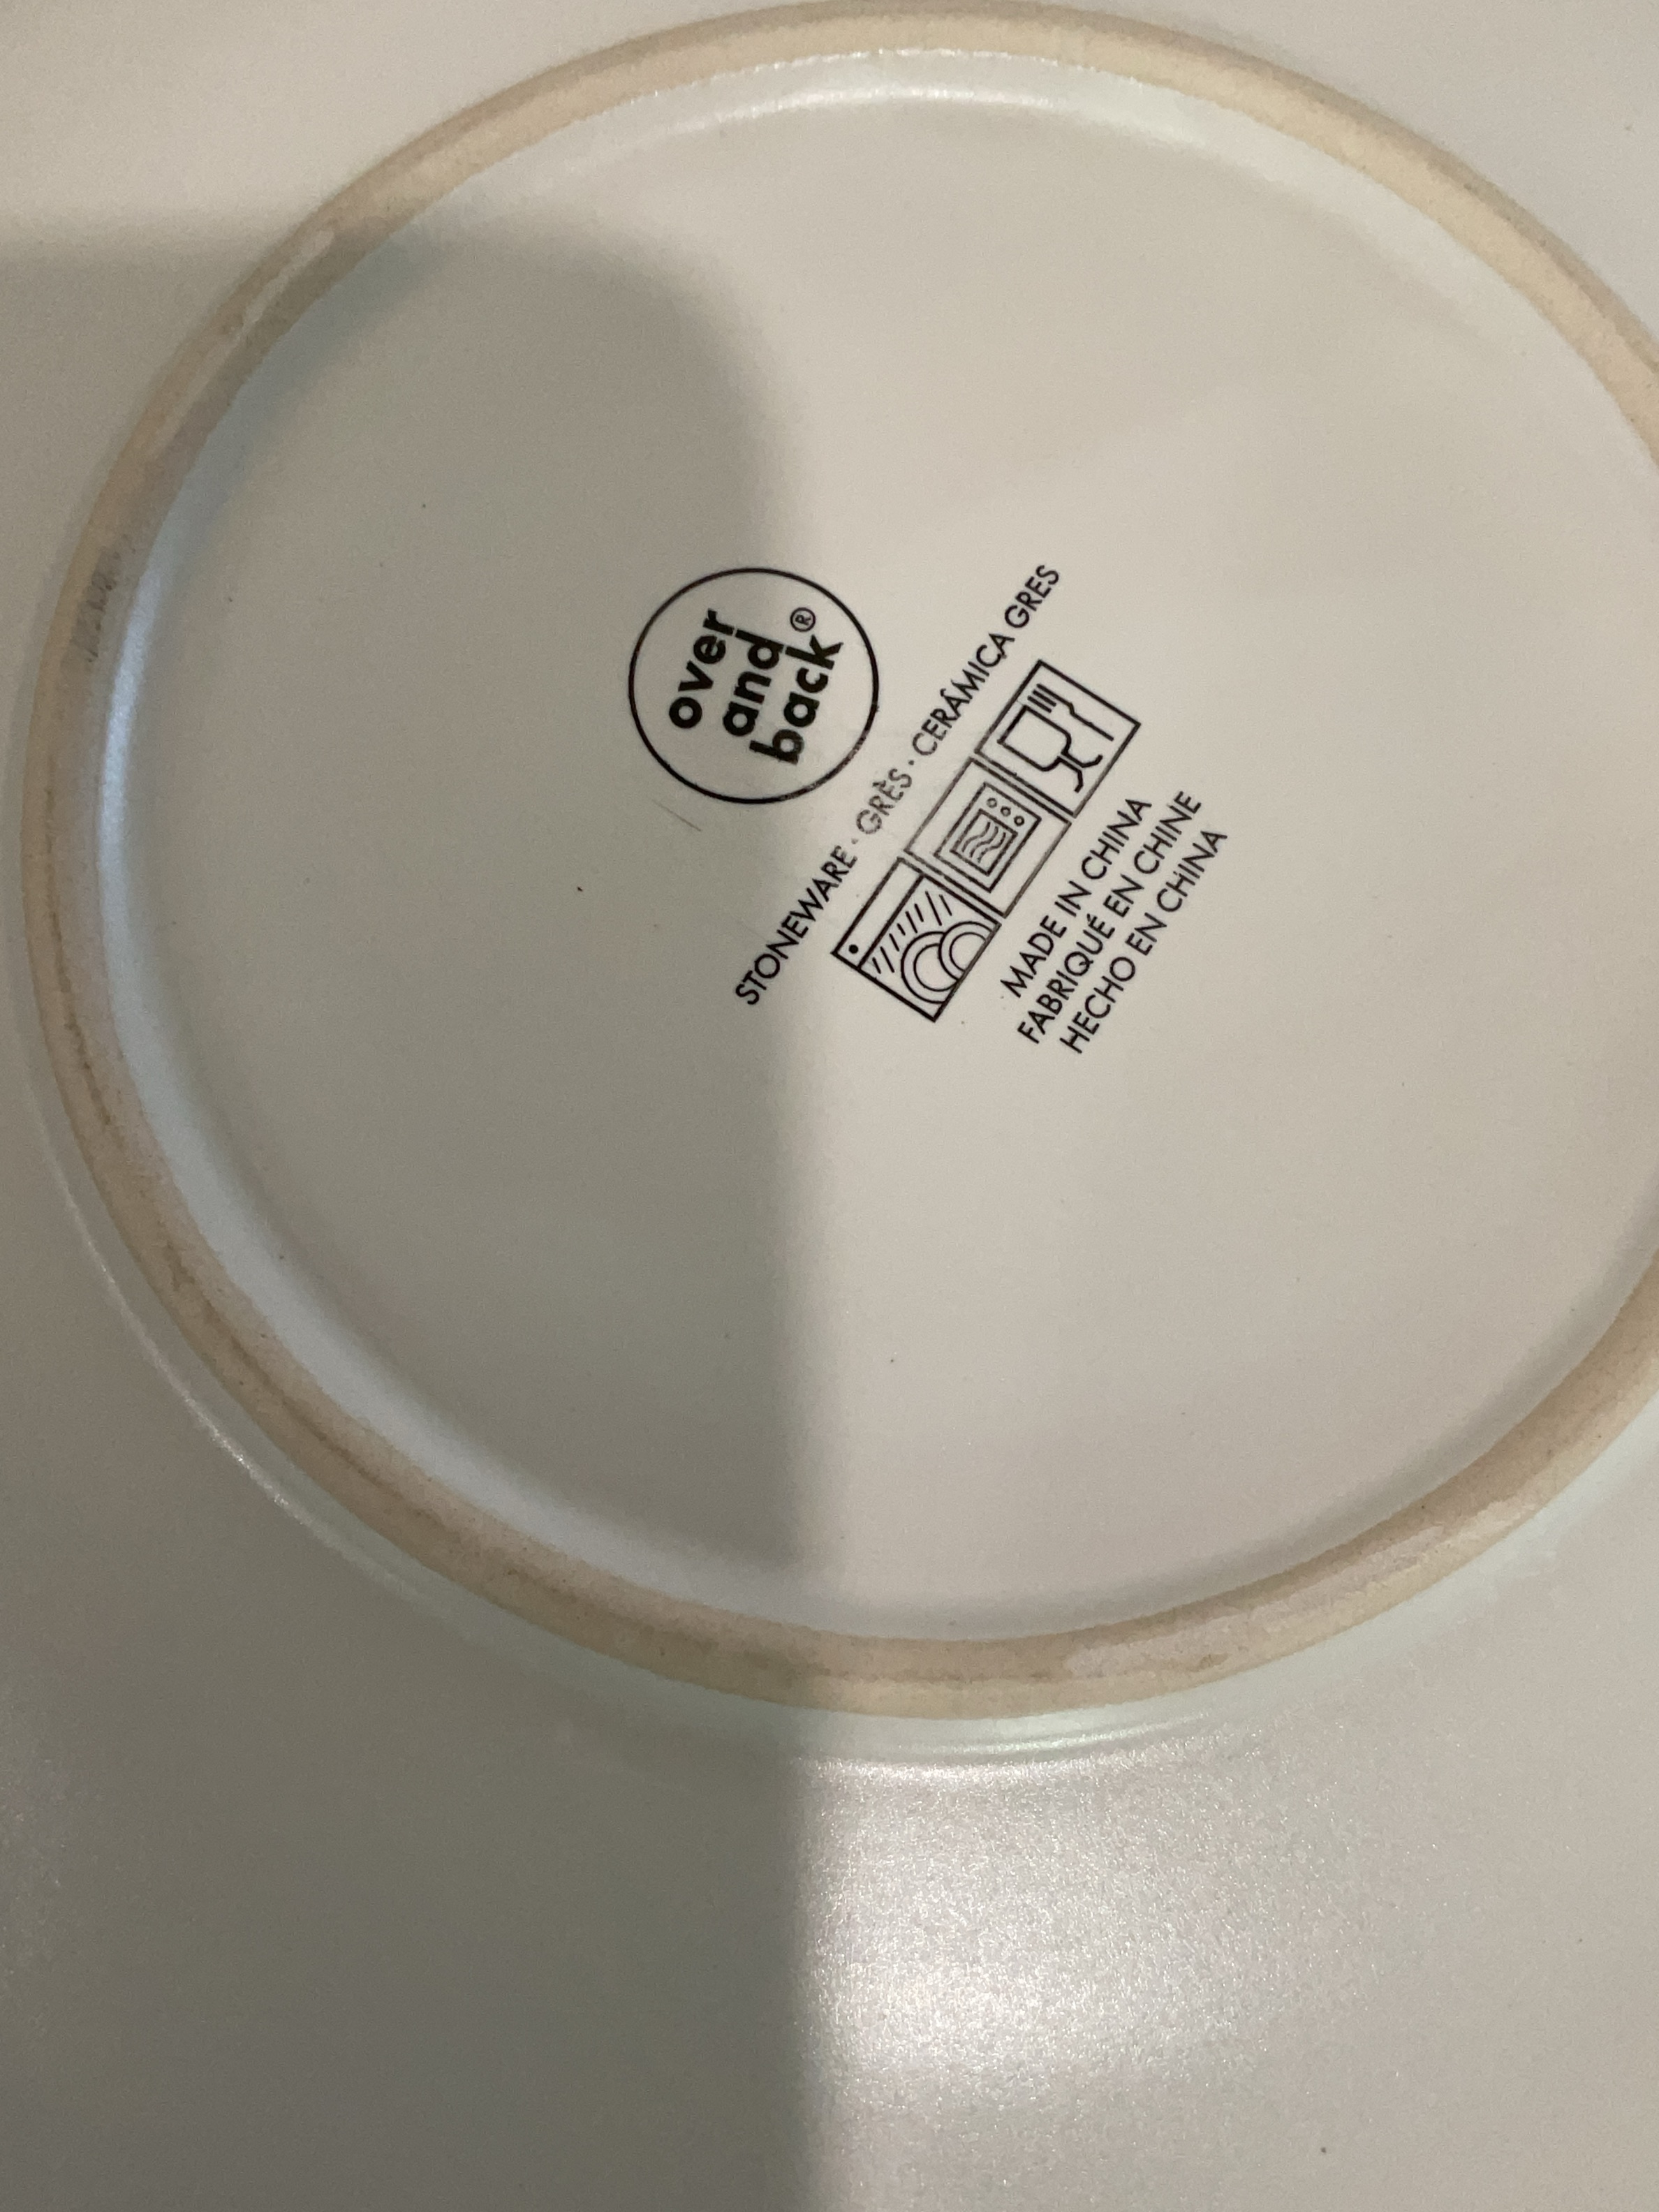 over
and
back®
STONEWARE · GRÈS · CERÁMICA GRES
MADE IN CHINA
FABRIQUÉ EN CHINE
HECHO EN CHINA